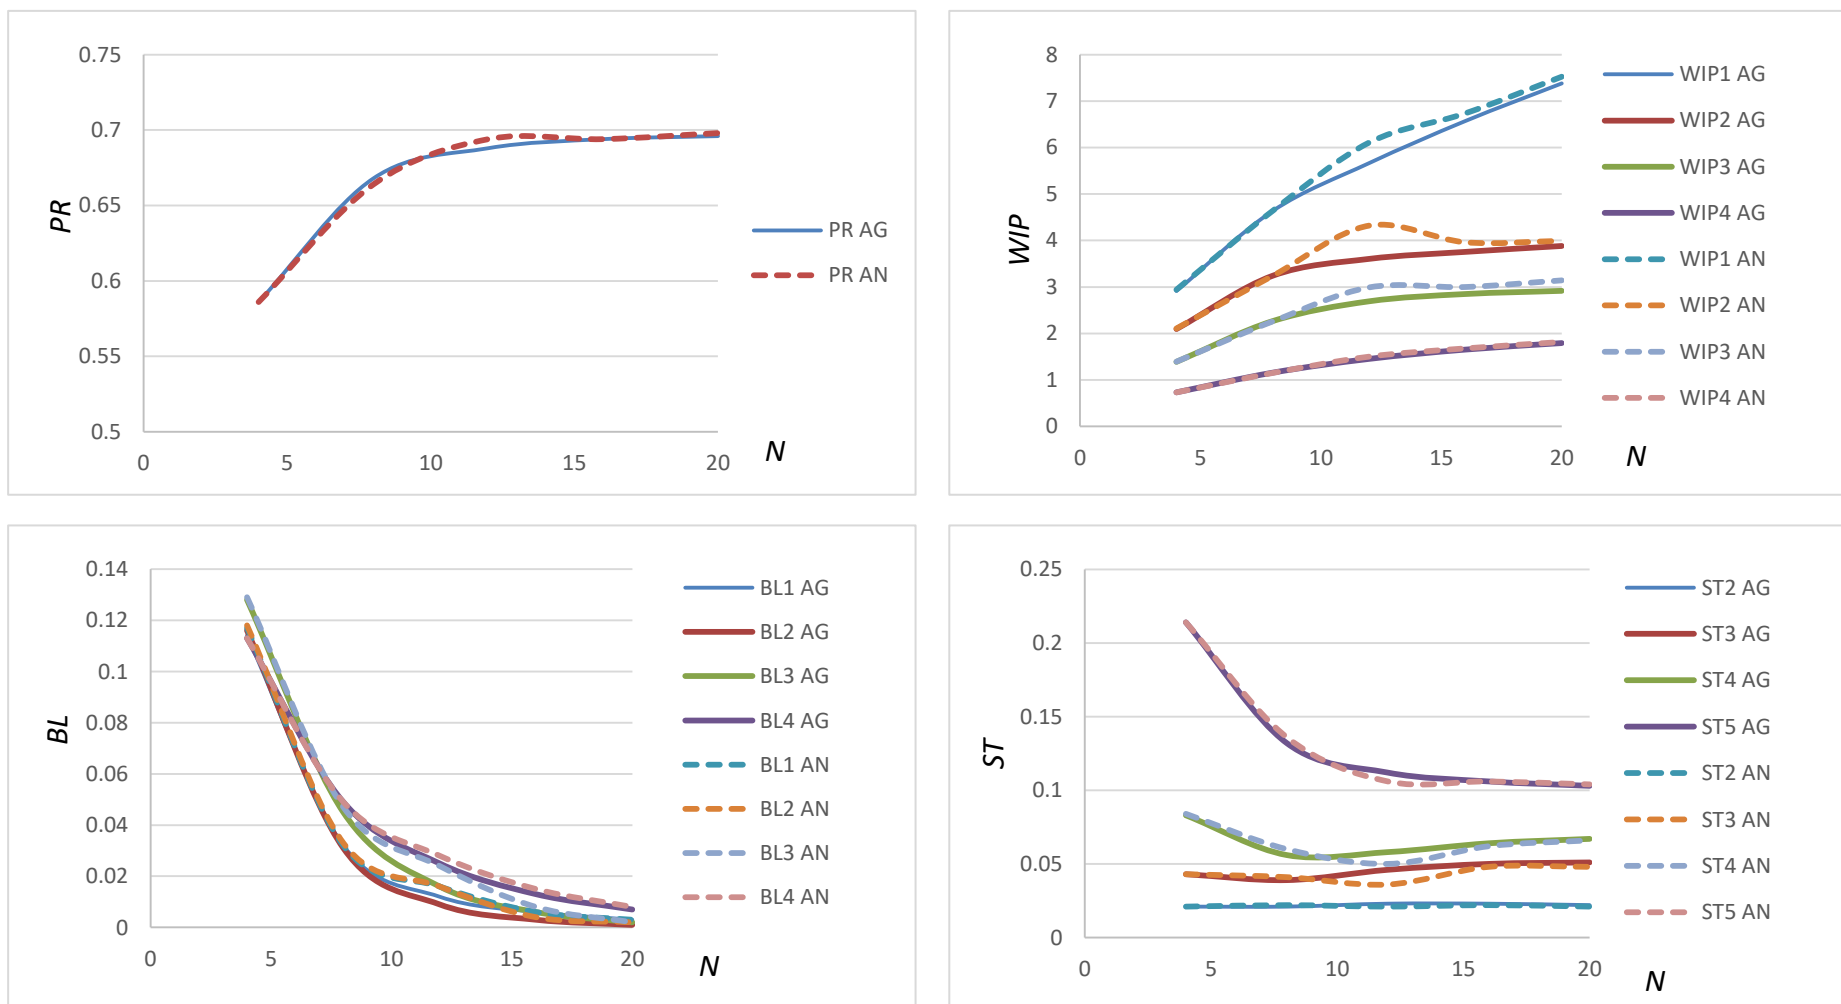 0.75
0.7
0.65
0.6
0.55
0.5
PR
0 5 10 15 20
N
PR AG
PR AN
8
7
6
5
4
3
2
1
0
WIP
0 5 10 15 20
N
WIP1 AG
WIP2 AG
WIP3 AG
WIP4 AG
WIP1 AN
WIP2 AN
WIP3 AN
WIP4 AN
0.14
0.12
0.1
0.08
0.06
0.04
0.02
0
BL
0 5 10 15 20
N
BL1 AG
BL2 AG
BL3 AG
BL4 AG
BL1 AN
BL2 AN
BL3 AN
BL4 AN
0.25
0.2
0.15
0.1
0.05
0
ST
0 5 10 15 20
N
ST2 AG
ST3 AG
ST4 AG
ST5 AG
ST2 AN
ST3 AN
ST4 AN
ST5 AN